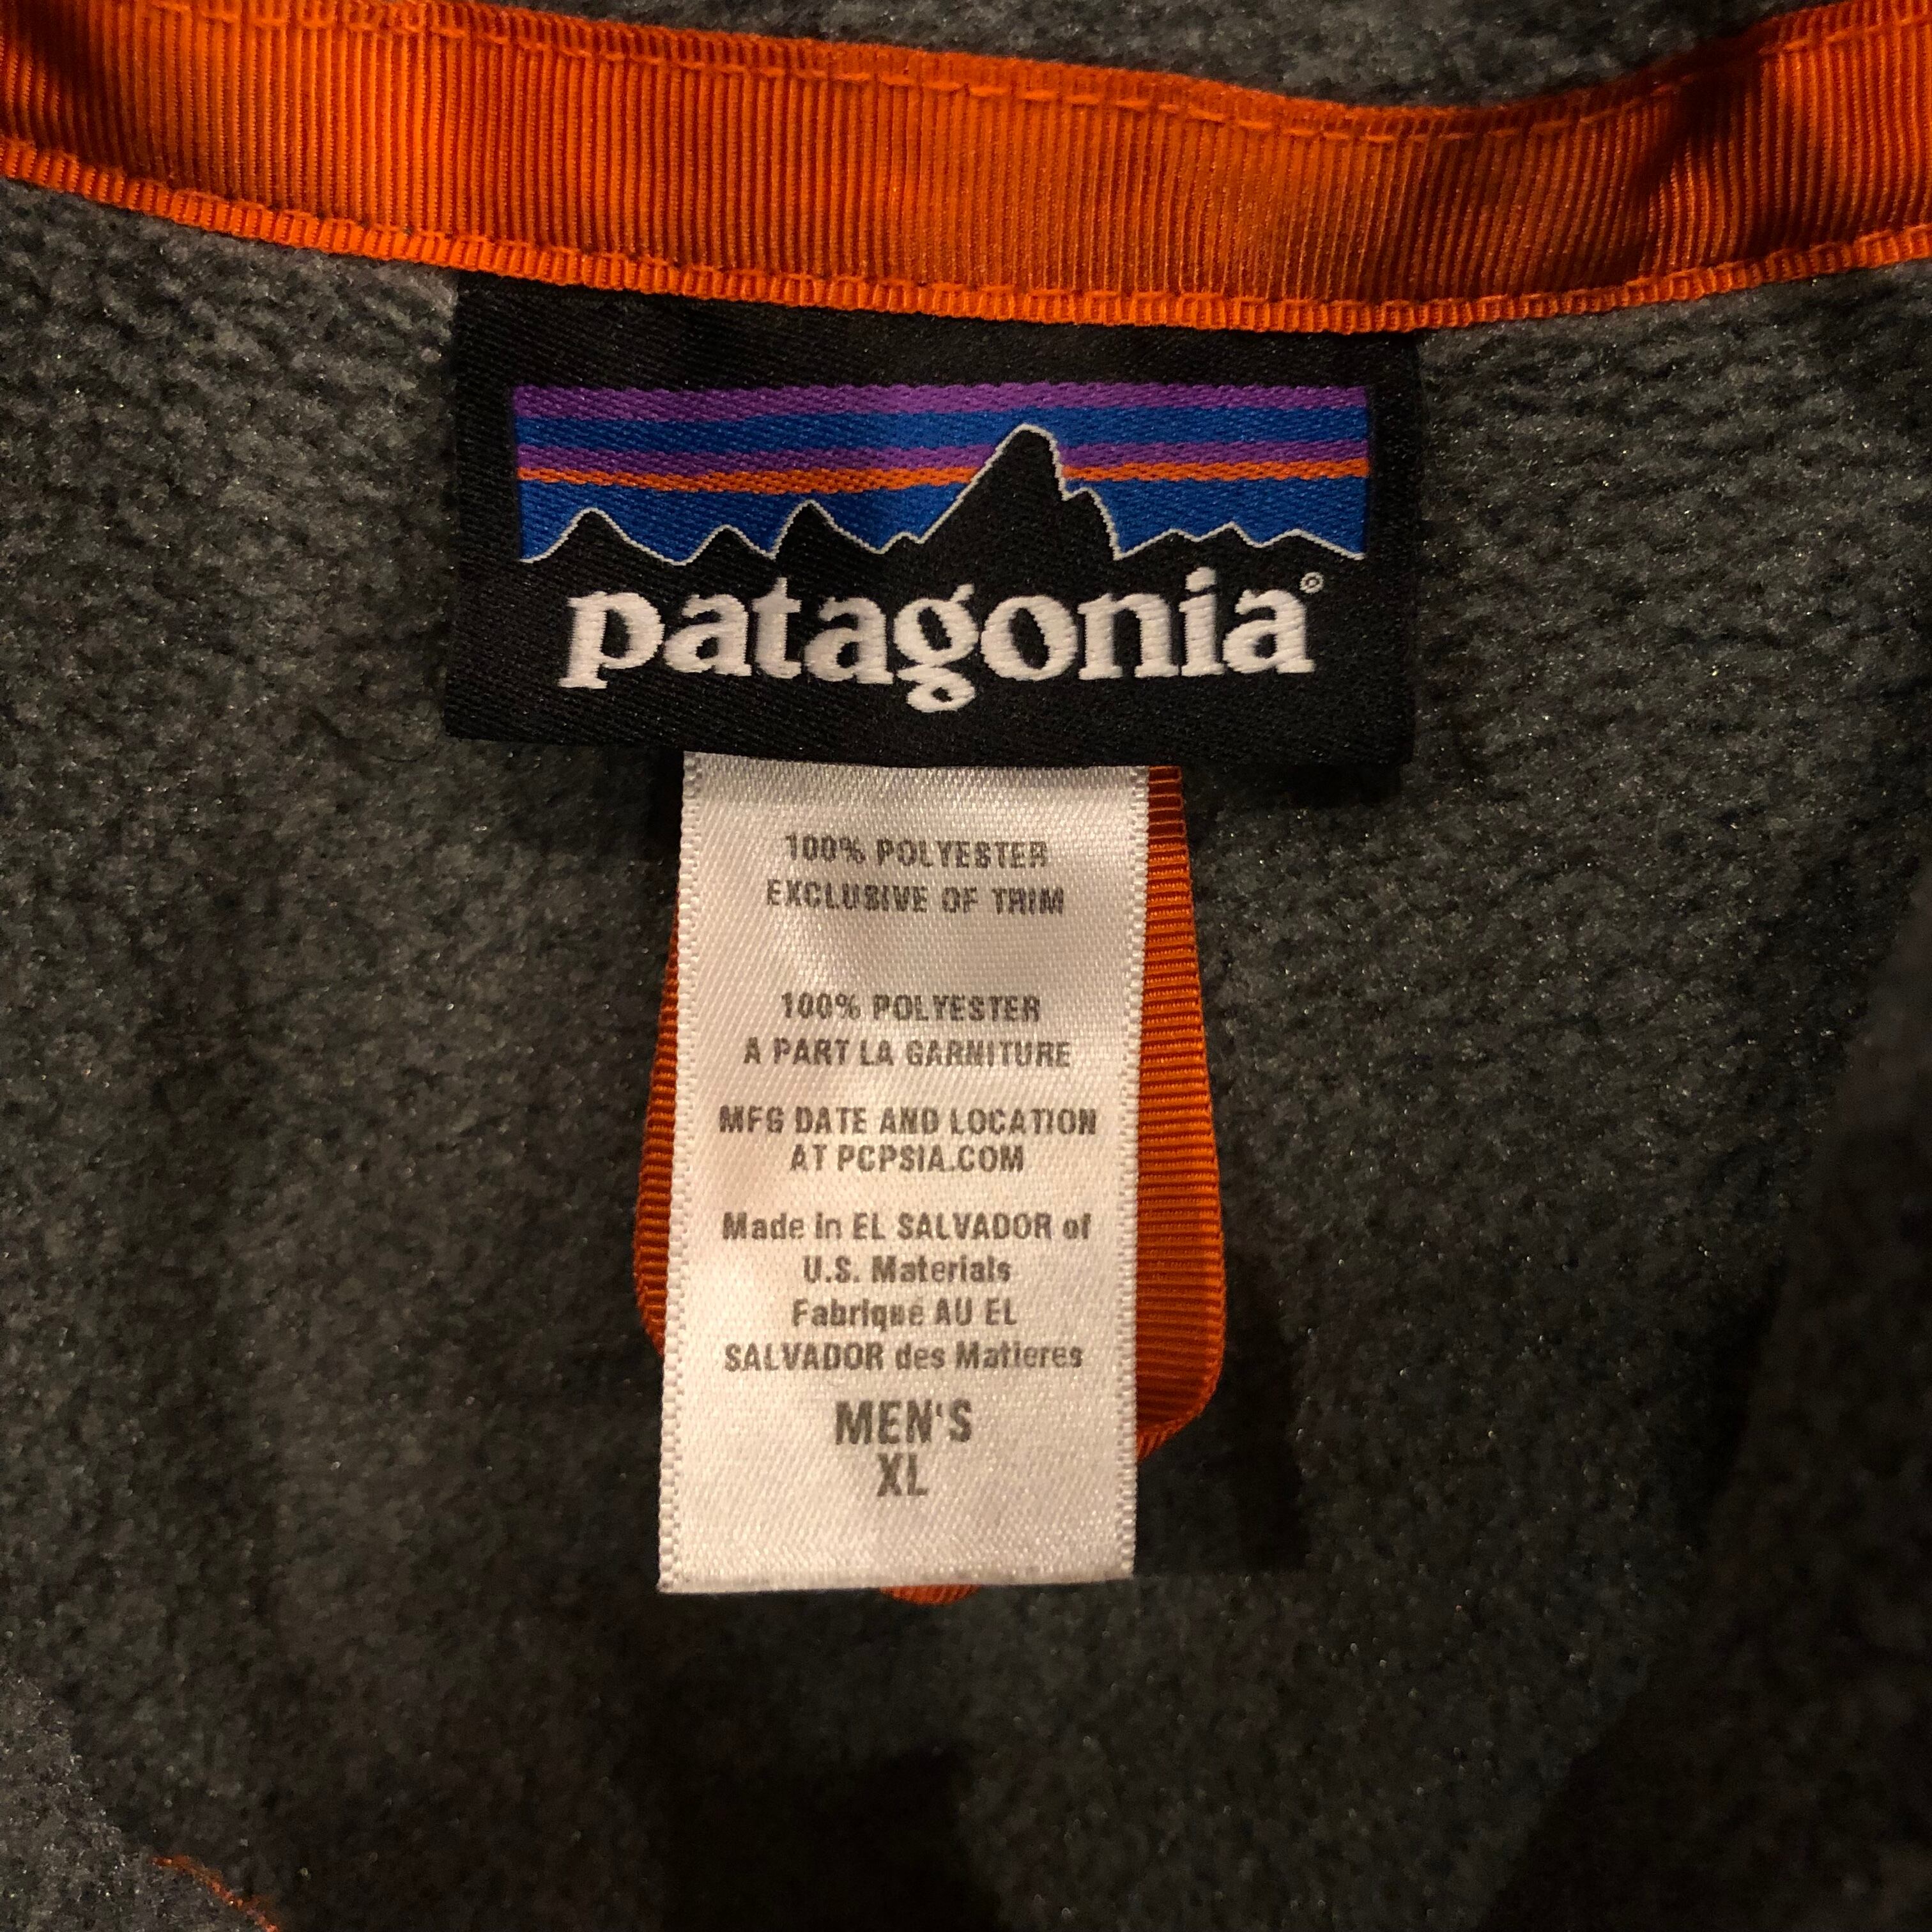 patagonia®
100% POLYESTER
EXCLUSIVE OF TRIM
100% POLYESTER
A PART LA GARNITURE
MFG DATE AND LOCATION
AT PCPSIA.COM
Made in EL SALVADOR of
U.S. Materials
Fabriqué AU EL
SALVADOR des Matieres
MEN'S
XL